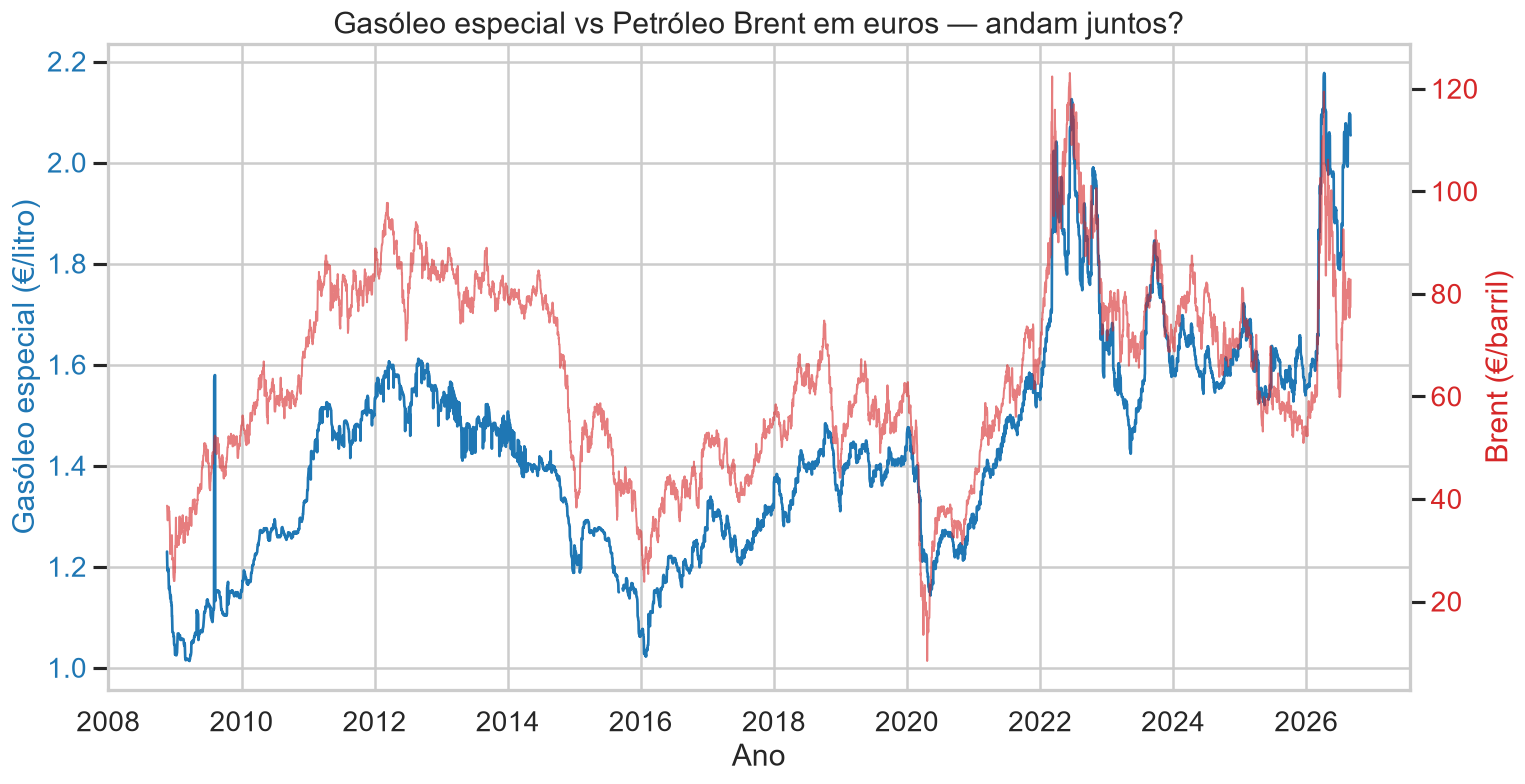 Gasóleo especial vs Petróleo Brent em euros — andam juntos?
Gasóleo especial (€/litro)
2.2
2.0
1.8
1.6
1.4
1.2
1.0
120
100
80
60
40
20
Brent (€/barril)
2008 2010 2012 2014 2016 2018 2020 2022 2024 2026
Ano